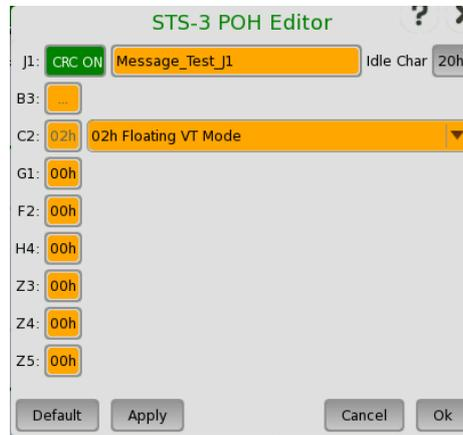 STS-3 POH Editor ?
J1: CRC ON Message_Test_J1 Idle Char 20h
B3: ...
C2: 02h 02h Floating VT Mode
G1: 00h
F2: 00h
H4: 00h
Z3: 00h
Z4: 00h
Z5: 00h
Default Apply Cancel Ok